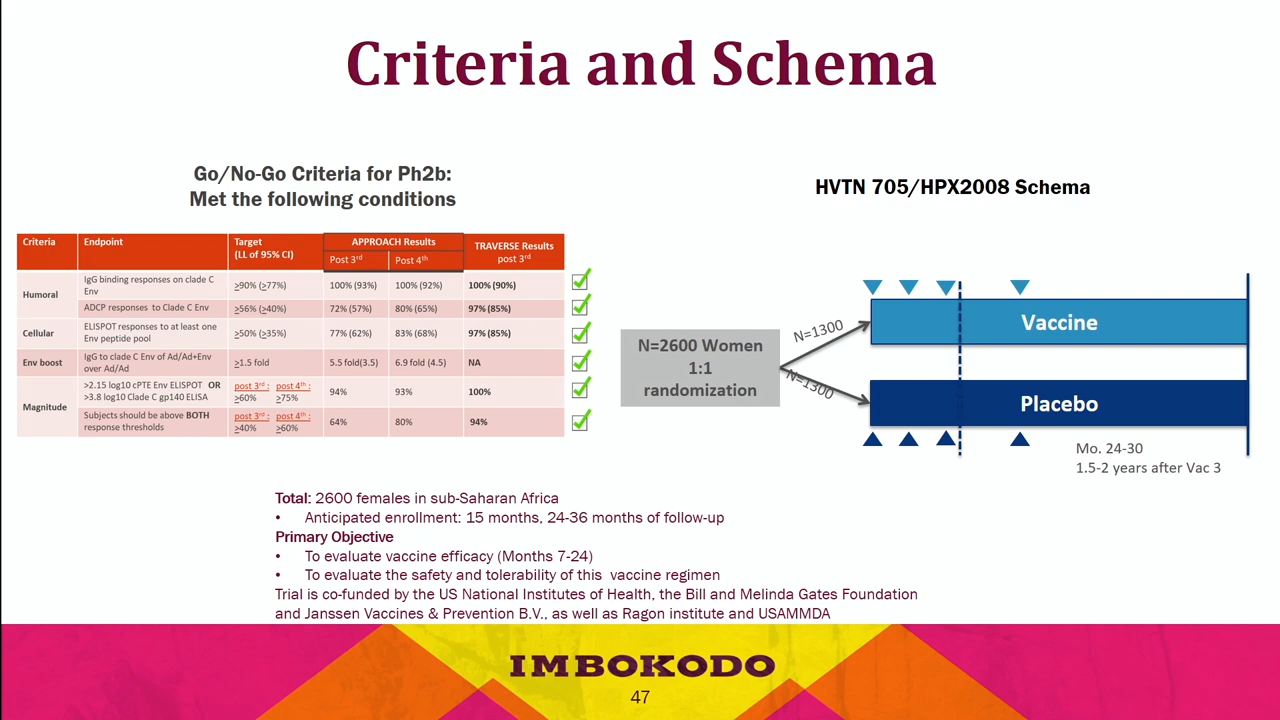 Criteria and Schema
Go/No-Go Criteria for Ph2b:
Met the following conditions
Criteria Endpoint Target (LL of 95% CI) APPROACH Results TRAVERSE Results post 3rd
Post 3rd Post 4th
Humoral
IgG binding responses on clade C Env ≥90% (≥77%) 100% (93%) 100% (92%) 100% (90%)
ADCP responses to Clade C Env ≥56% (≥40%) 72% (57%) 80% (65%) 97% (85%)
Cellular
ELISPOT responses to at least one Env peptide pool ≥50% (≥35%) 77% (62%) 83% (68%) 97% (85%)
Env boost
IgG to clade C Env of Ad/Ad+Env over Ad/Ad ≥1.5 fold 5.5 fold(3.5) 6.9 fold (4.5) NA
Magnitude
>2.15 log10 cPTE Env ELISPOT OR
>3.8 log10 Clade C gp140 ELISA post 3rd : ≥60% post 4th : ≥75% 94% 93% 100%
Subjects should be above BOTH response thresholds post 3rd : ≥40% post 4th : ≥60% 64% 80% 94%
HVTN 705/HPX2008 Schema
N=2600 Women
1:1
randomization
N=1300
N=1300
Vaccine
Placebo
Mo. 24-30
1.5-2 years after Vac 3
Total: 2600 females in sub-Saharan Africa
• Anticipated enrollment: 15 months, 24-36 months of follow-up
Primary Objective
• To evaluate vaccine efficacy (Months 7-24)
• To evaluate the safety and tolerability of this vaccine regimen
Trial is co-funded by the US National Institutes of Health, the Bill and Melinda Gates Foundation
and Janssen Vaccines & Prevention B.V., as well as Ragon institute and USAMMDA
IMBOKODO
47